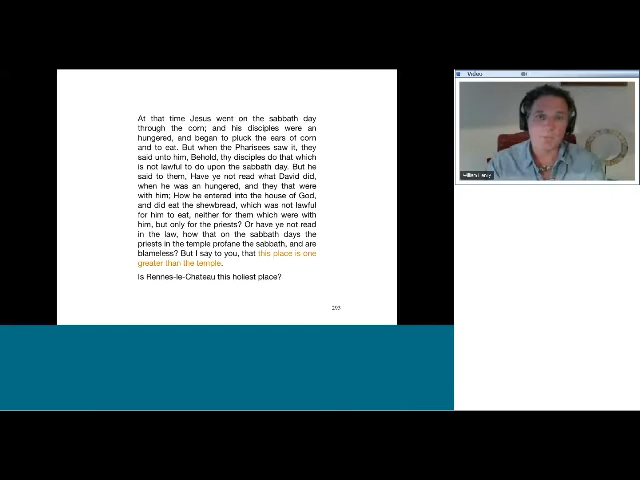 At that time Jesus went on the sabbath day
through the corn; and his disciples were an
hungered, and began to pluck the ears of corn
and to eat. But when the Pharisees saw it, they
said unto him, Behold, thy disciples do that which
is not lawful to do upon the sabbath day. But he
said to them, Have ye not read what David did,
when he was an hungered, and they that were
with him; How he entered into the house of God,
and did eat the shewbread, which was not lawful
for him to eat, neither for them which were with
him, but only for the priests? Or have ye not read
in the law, how that on the sabbath days the
priests in the temple profane the sabbath, and are
blameless? But I say to you, that this place is one
greater than the temple.
Is Rennes-le-Chateau this holiest place?
293
Video
William Henry